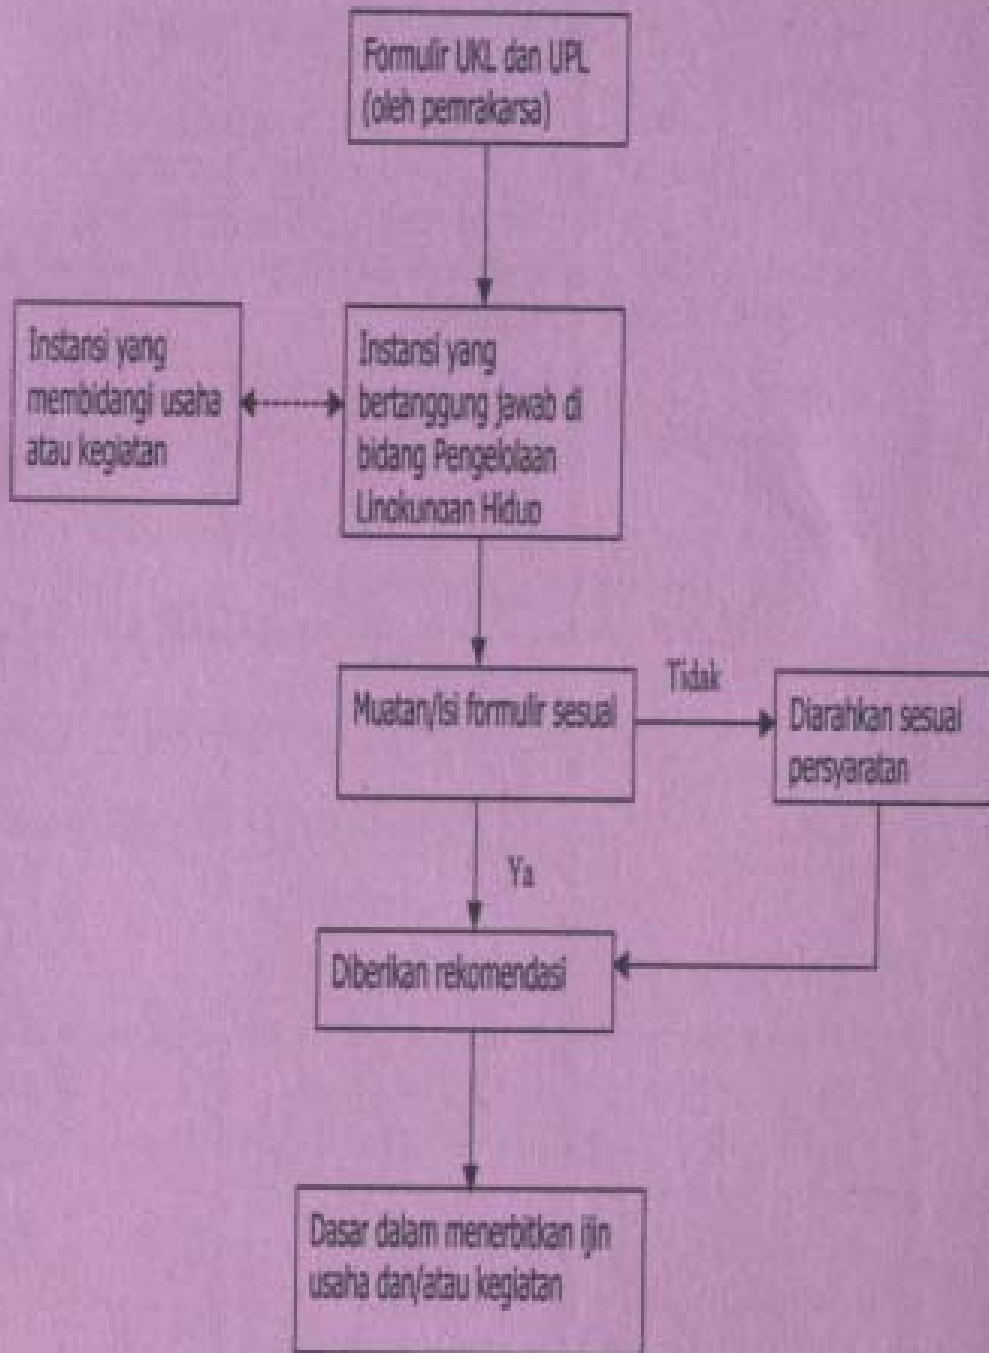 Formulir UKL dan UPL
(oleh pemrakarsa)
Instansi yang
membidangi usaha
atau kegiatan
Instansi yang
bertanggung jawab di
bidang Pengelolaan
Lingkungan Hidup
Muatan/isi formulir sesuai
Tidak
Diarahkan sesuai
persyaratan
Ya
Diberikan rekomendasi
Dasar dalam menerbitkan ijin
usaha dan/atau kegiatan